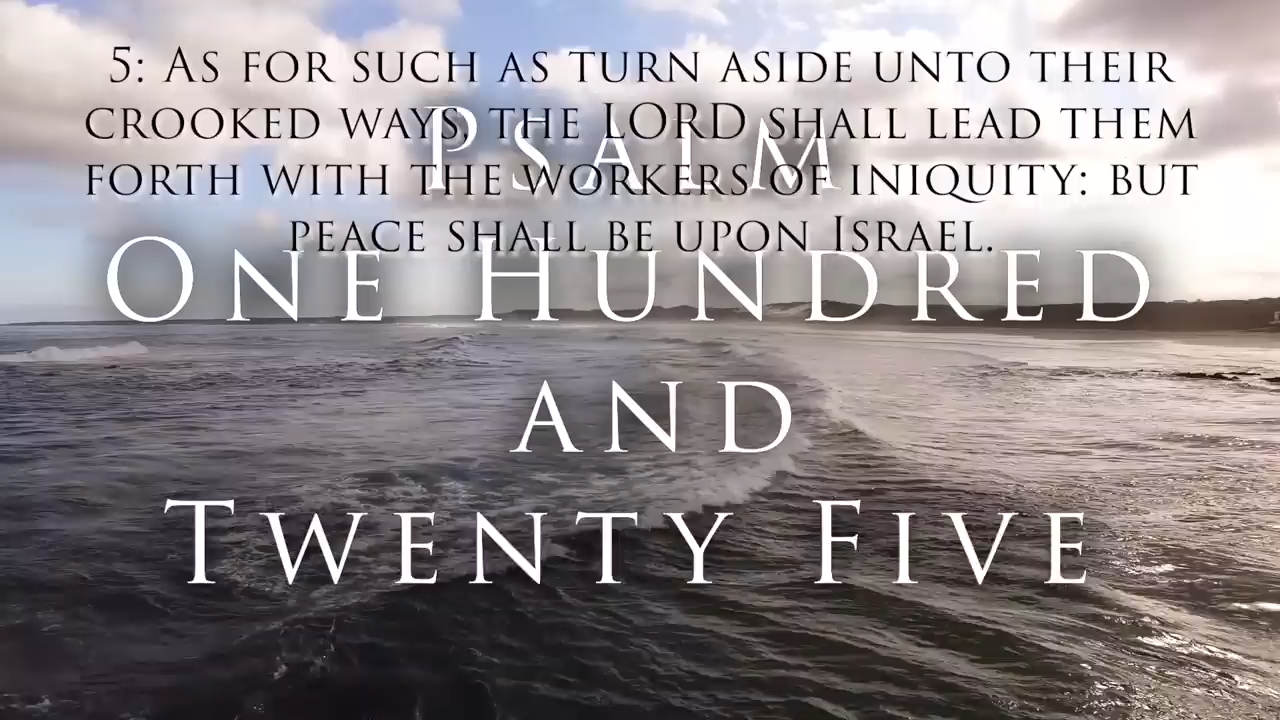 5: As for such as turn aside unto their
crooked ways, the LORD shall lead them
forth with the workers of iniquity: but
peace shall be upon Israel.
Psalm
One Hundred
and
Twenty Five